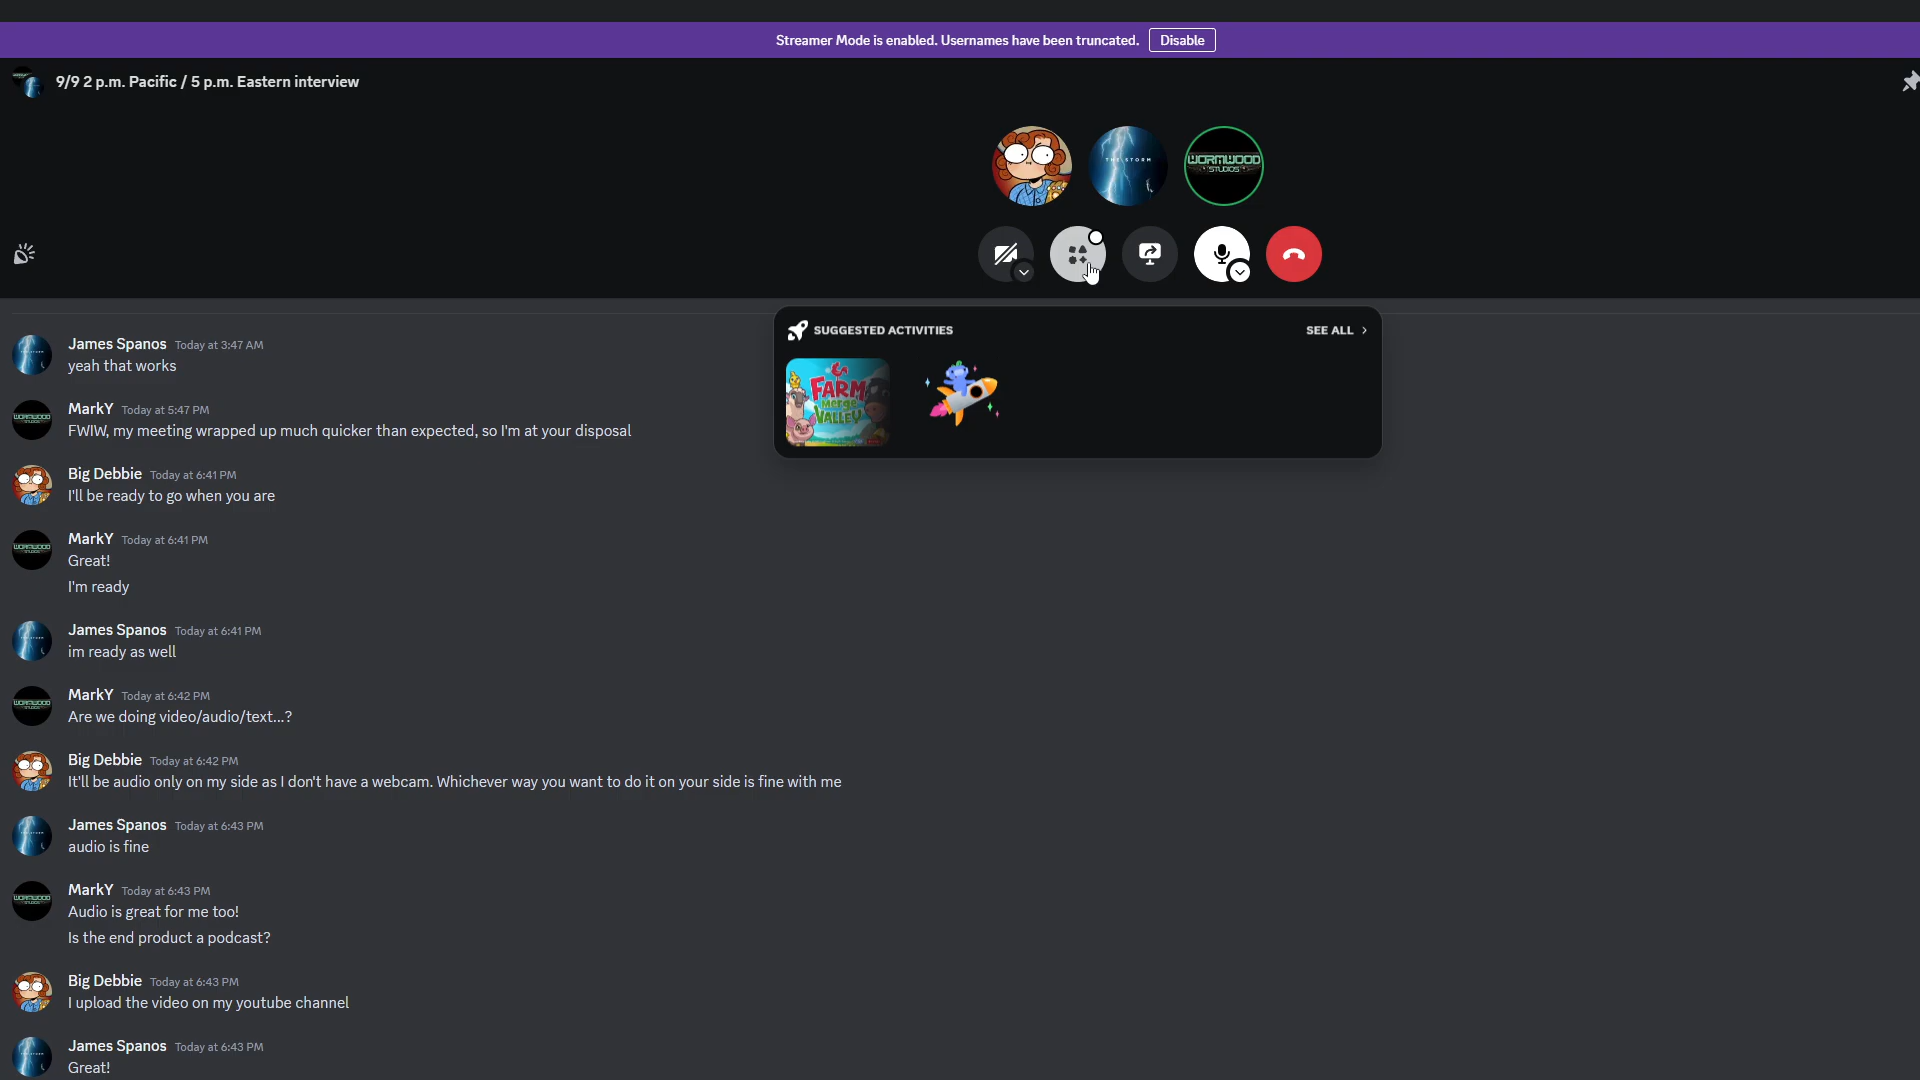 Streamer Mode is enabled. Usernames have been truncated. Disable
9/9 2 p.m. Pacific / 5 p.m. Eastern interview
THE STORM
WORMWOOD
STUDIOS
SUGGESTED ACTIVITIES
SEE ALL
FARM
Merge
VALLEY
James Spanos Today at 3:47 AM
yeah that works
MarkY Today at 5:47 PM
FWIW, my meeting wrapped up much quicker than expected, so I'm at your disposal
Big Debbie Today at 6:41 PM
I'll be ready to go when you are
MarkY Today at 6:41 PM
Great!
I'm ready
James Spanos Today at 6:41 PM
im ready as well
MarkY Today at 6:42 PM
Are we doing video/audio/text...?
Big Debbie Today at 6:42 PM
It'll be audio only on my side as I don't have a webcam. Whichever way you want to do it on your side is fine with me
James Spanos Today at 6:43 PM
audio is fine
MarkY Today at 6:43 PM
Audio is great for me too!
Is the end product a podcast?
Big Debbie Today at 6:43 PM
I upload the video on my youtube channel
James Spanos Today at 6:43 PM
Great!